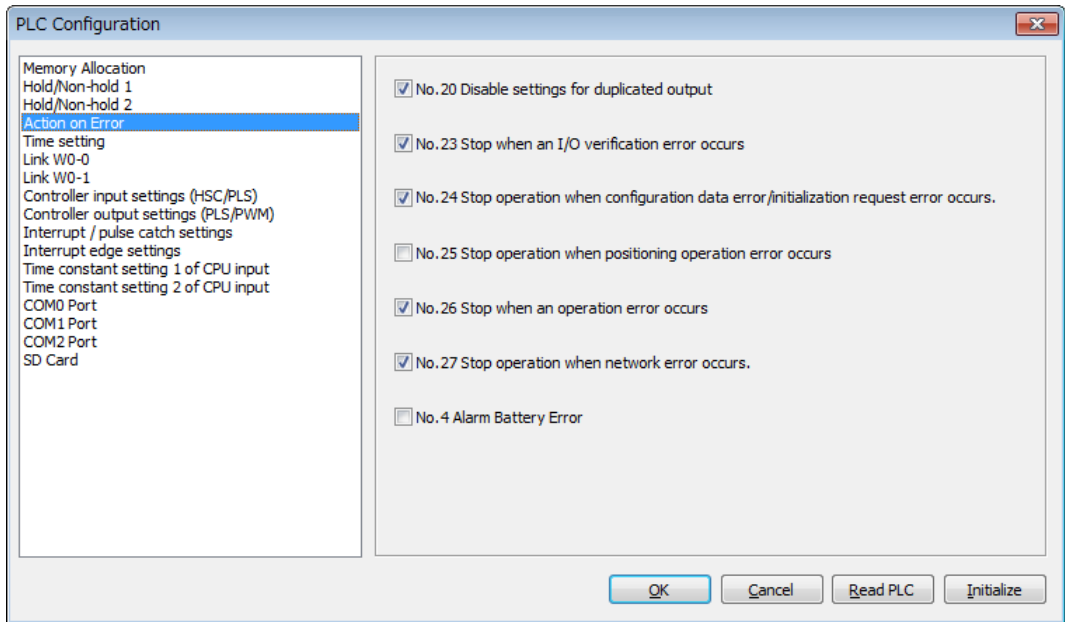 PLC Configuration
Memory Allocation
Hold/Non-hold 1
Hold/Non-hold 2
Action on Error
Time setting
Link W0-0
Link W0-1
Controller input settings (HSC/PLS)
Controller output settings (PLS/PWM)
Interrupt / pulse catch settings
Interrupt edge settings
Time constant setting 1 of CPU input
Time constant setting 2 of CPU input
COM0 Port
COM1 Port
COM2 Port
SD Card
No.20 Disable settings for duplicated output
No.23 Stop when an I/O verification error occurs
No.24 Stop operation when configuration data error/initialization request error occurs.
No.25 Stop operation when positioning operation error occurs
No.26 Stop when an operation error occurs
No.27 Stop operation when network error occurs.
No.4 Alarm Battery Error
OK Cancel Read PLC Initialize